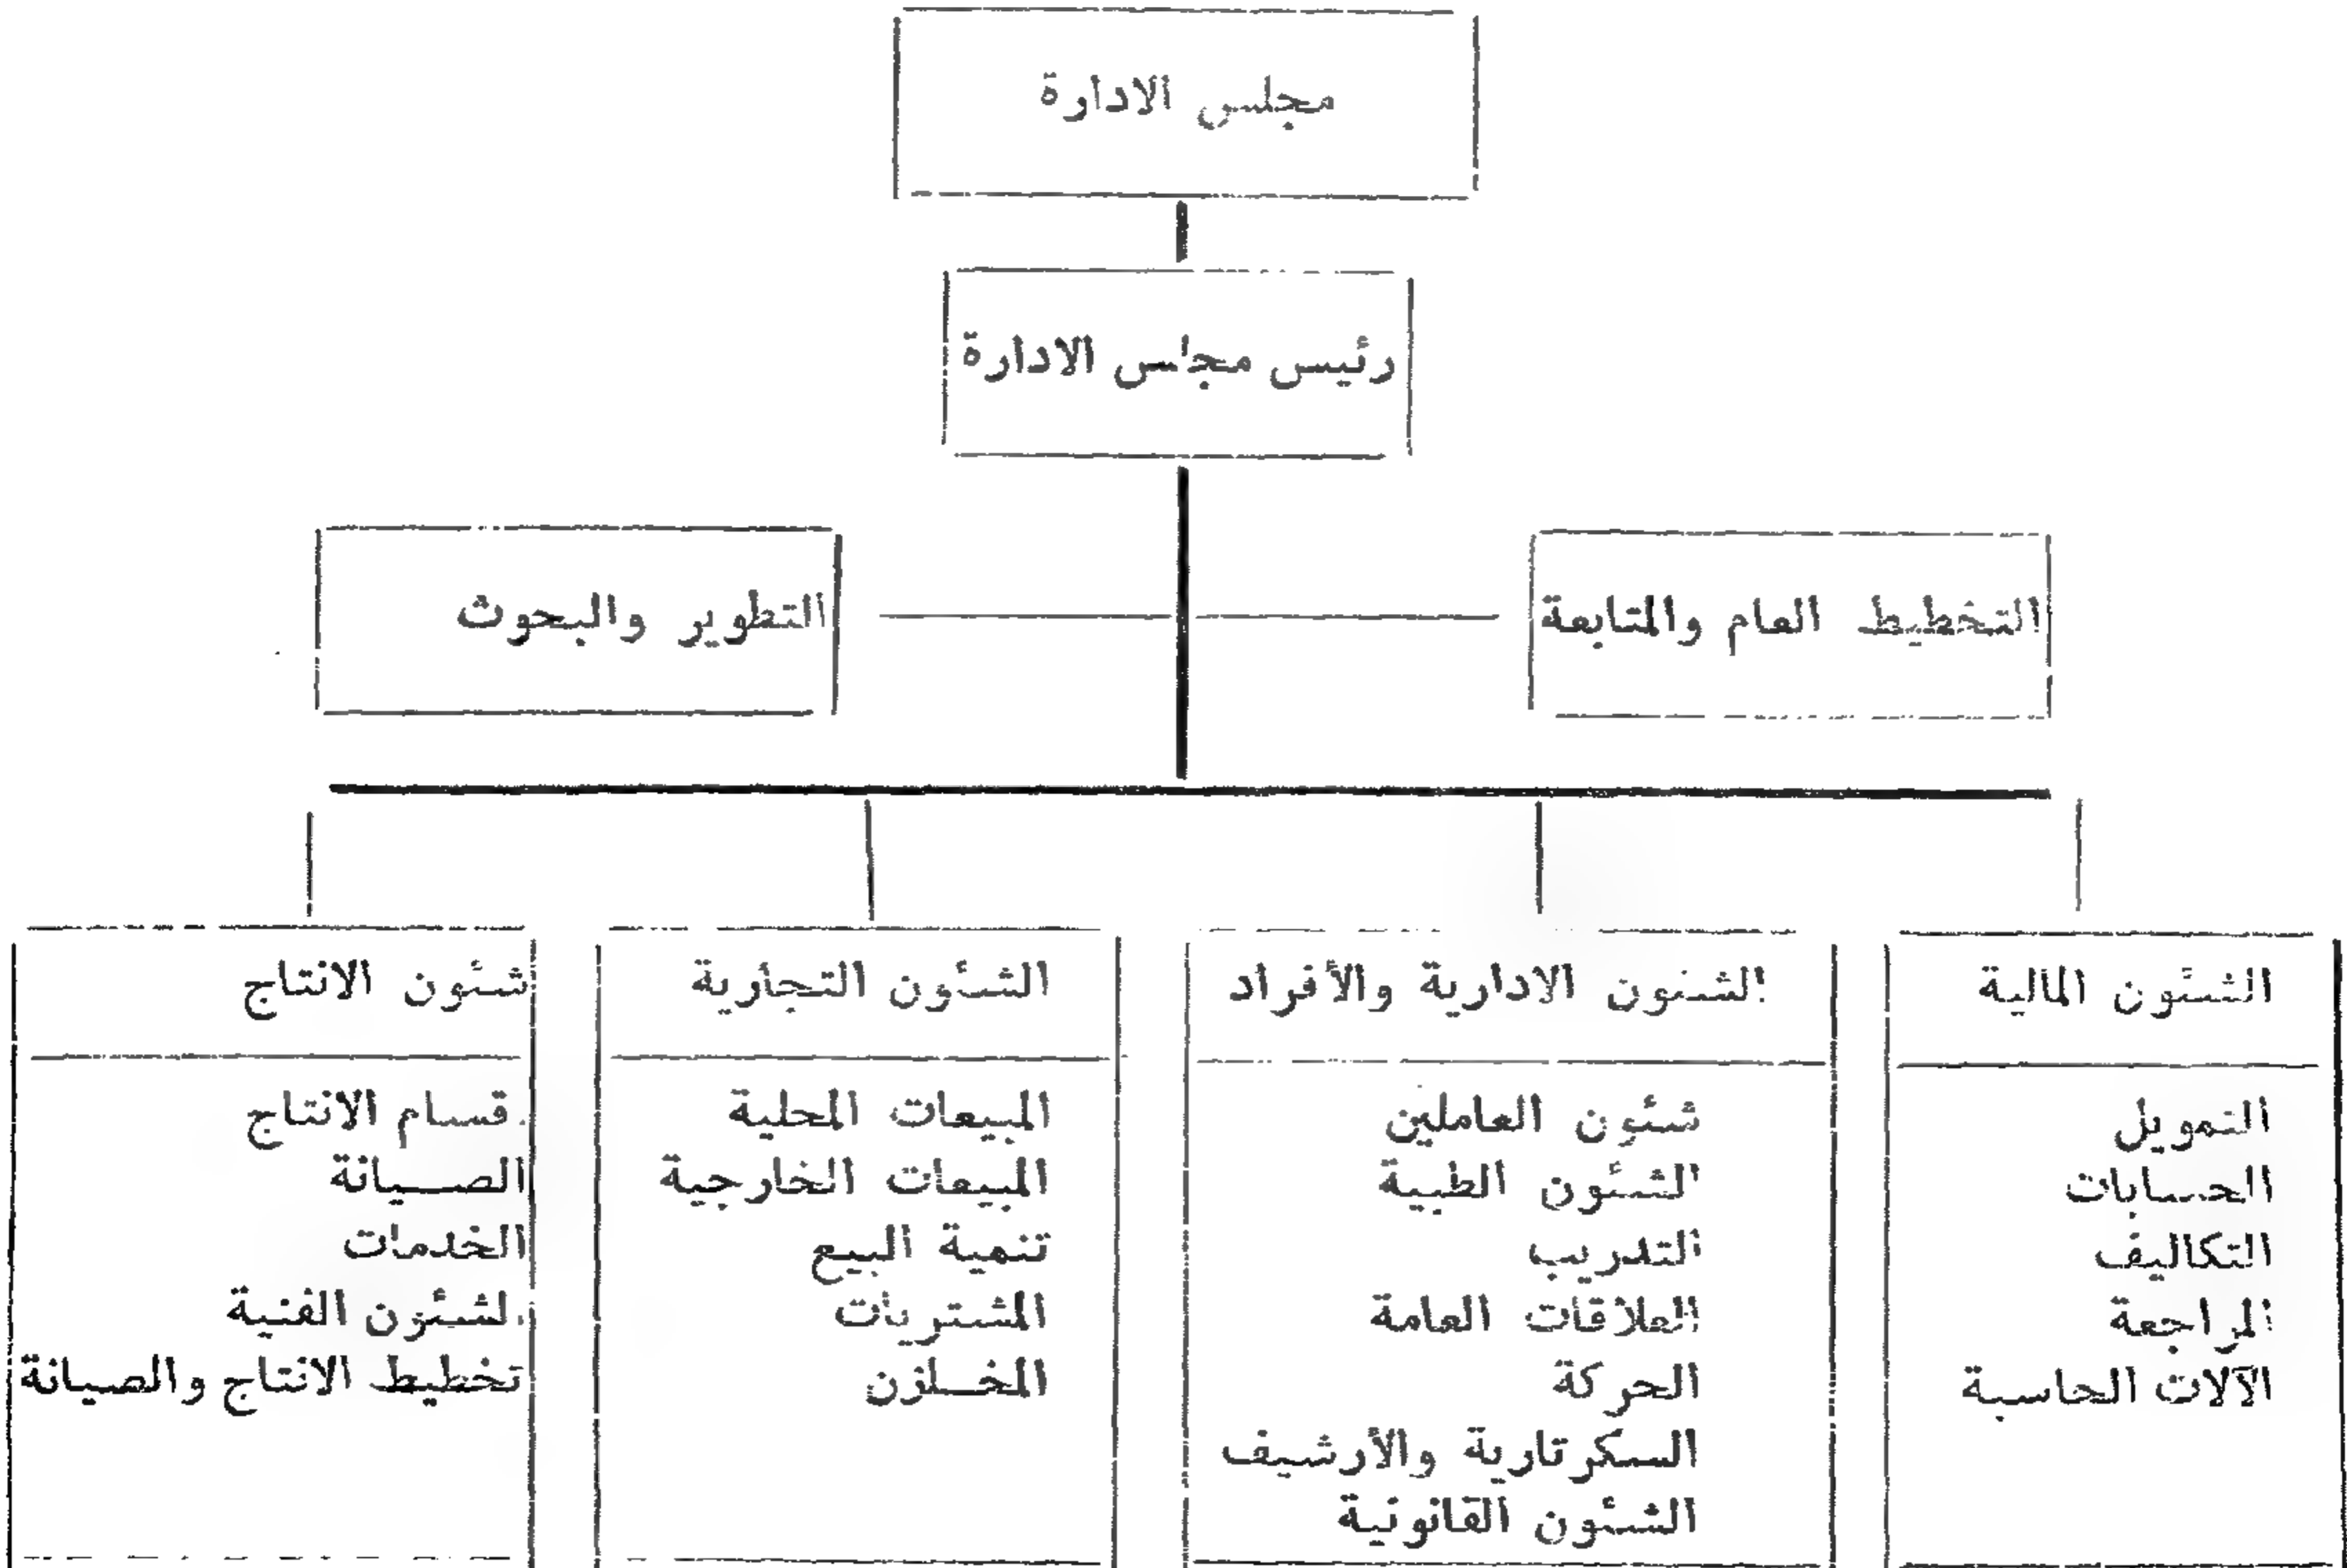 مجلس الادارة
رئيس مجلس الادارة
التخطيط العام والمتابعة
التطوير والبحوث
الشئون المالية
التمويل
الحسابات
التكاليف
المراجعة
الآلات الحاسبة
الشئون الادارية والأفراد
شئون العاملين
الشئون الطبية
التدريب
العلاقات العامة
الحركة
السكرتارية والأرشيف
الشئون القانونية
الشئون التجارية
المبيعات المحلية
المبيعات الخارجية
تنمية البيع
المشتريات
المخازن
شئون الانتاج
أقسام الانتاج
الصيانة
الخدمات
الشئون الفنية
تخطيط الانتاج والصيانة